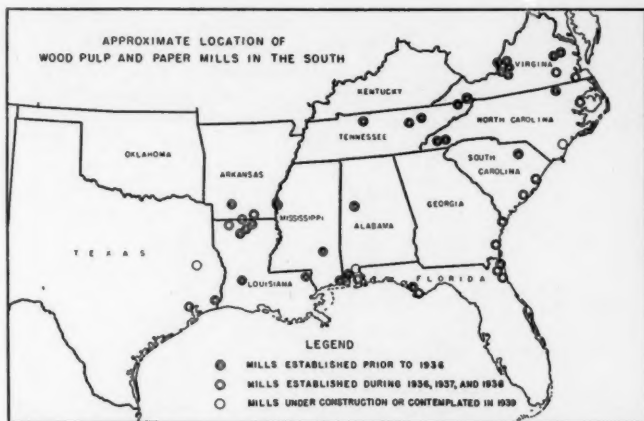 APPROXIMATE LOCATION OF
WOOD PULP AND PAPER MILLS IN THE SOUTH
VIRGINA
KENTUCKY
NORTH CAROLINA
TENNESSEE
OKLAHOMA
ARKANSAS
SOUTH
CAROLINA
MISSISSIPPI
ALABAMA
GEORGIA
TEXAS
LOUISIANA
FLORIDA
LEGEND
MILLS ESTABLISHED PRIOR TO 1936
MILLS ESTABLISHED DURING 1936, 1937, AND 1938
MILLS UNDER CONSTRUCTION OR CONTEMPLATED IN 1939